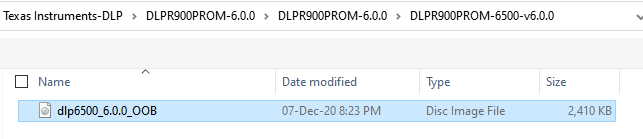 Texas Instruments-DLP > DLPR900PROM-6.0.0 > DLPR900PROM-6.0.0 > DLPR900PROM-6500-v6.0.0
Name Date modified Type Size
dlp6500_6.0.0_OOB 07-Dec-20 8:23 PM Disc Image File 2,410 KB